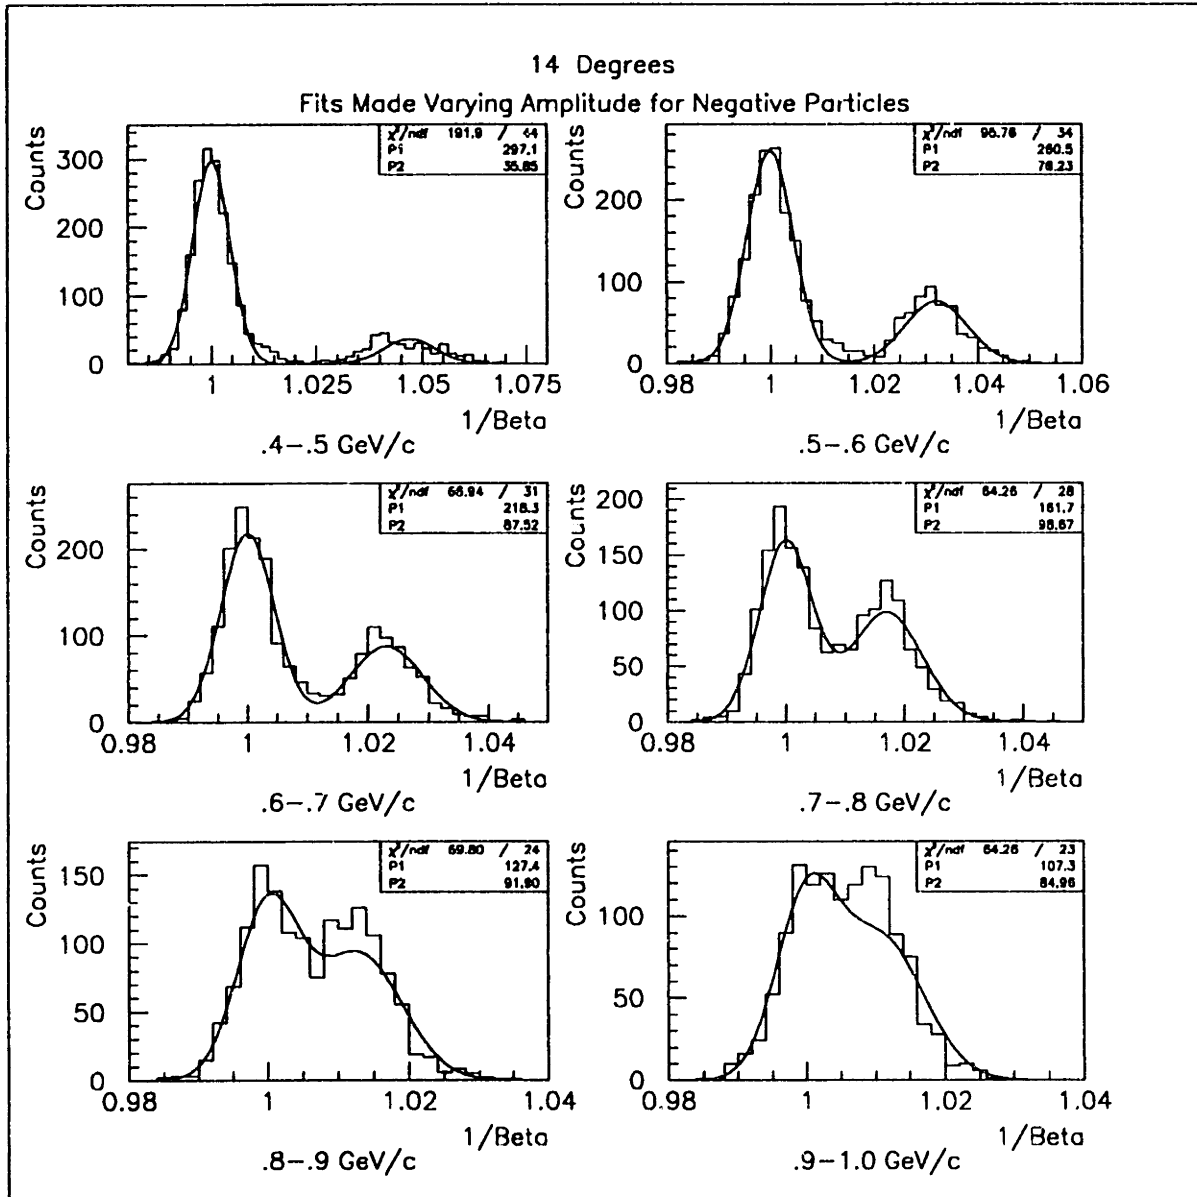 14 Degrees
Fits Made Varying Amplitude for Negative Particles
Counts
χ²/ndf 191.9 / 44
P1 297.1
P2 35.85
300
200
100
0
1 1.025 1.05 1.075
1/Beta
.4–.5 GeV/c
Counts
χ²/ndf 95.76 / 34
P1 260.5
P2 76.23
200
100
0
0.98 1 1.02 1.04 1.06
1/Beta
.5–.6 GeV/c
Counts
χ²/ndf 66.94 / 31
P1 218.3
P2 87.52
200
100
0
0.98 1 1.02 1.04
1/Beta
.6–.7 GeV/c
Counts
χ²/ndf 64.26 / 28
P1 161.7
P2 98.67
200
150
100
50
0
0.98 1 1.02 1.04
1/Beta
.7–.8 GeV/c
Counts
χ²/ndf 69.80 / 24
P1 127.4
P2 91.90
150
100
50
0
0.98 1 1.02 1.04
1/Beta
.8–.9 GeV/c
Counts
χ²/ndf 64.26 / 23
P1 107.3
P2 84.96
100
50
0
0.98 1 1.02 1.04
1/Beta
.9–1.0 GeV/c